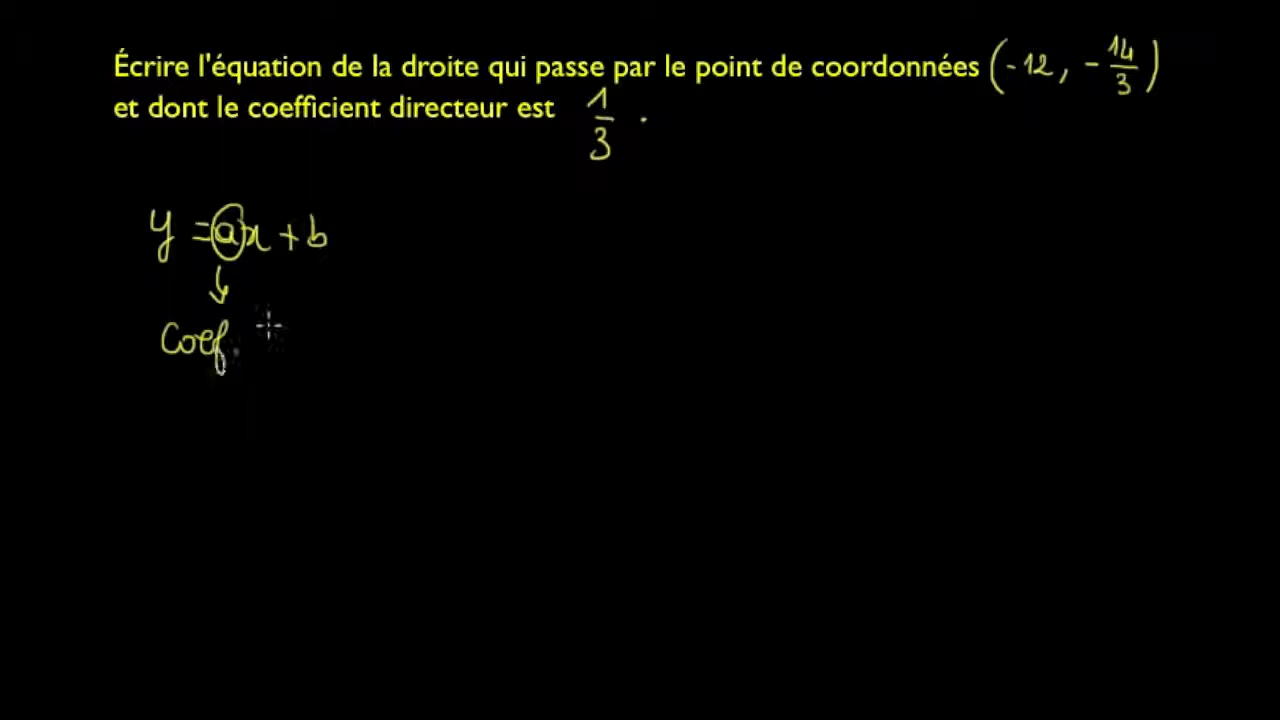 Écrire l'équation de la droite qui passe par le point de coordonnées (-12, -14/3)
et dont le coefficient directeur est 1/3 .
y = ax + b
↓
Coef.